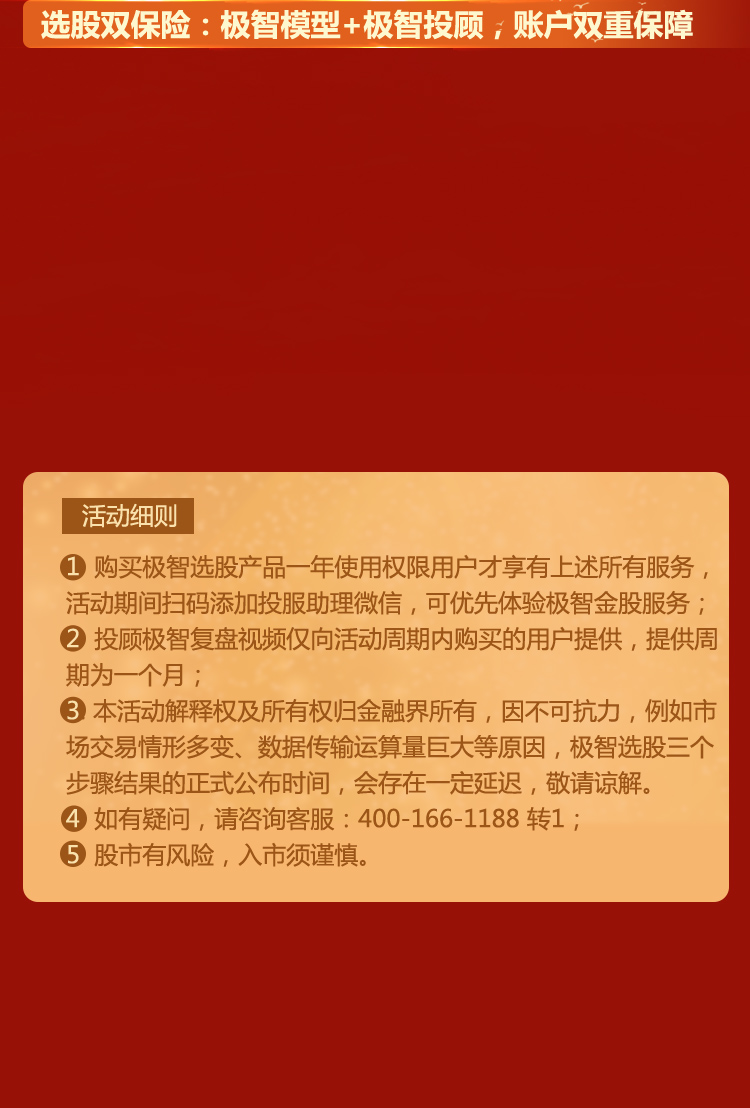 选股双保险：极智模型+极智投顾，账户双重保障
活动细则
❶ 购买极智选股产品一年使用权限用户才享有上述所有服务，
活动期间扫码添加投服助理微信，可优先体验极智金股服务；
❷ 投顾极智复盘视频仅向活动周期内购买的用户提供，提供周
期为一个月；
❸ 本活动解释权及所有权归金融界所有，因不可抗力，例如市
场交易情形多变、数据传输运算量巨大等原因，极智选股三个
步骤结果的正式公布时间，会存在一定延迟，敬请谅解。
❹ 如有疑问，请咨询客服：400-166-1188 转1；
❺ 股市有风险，入市须谨慎。